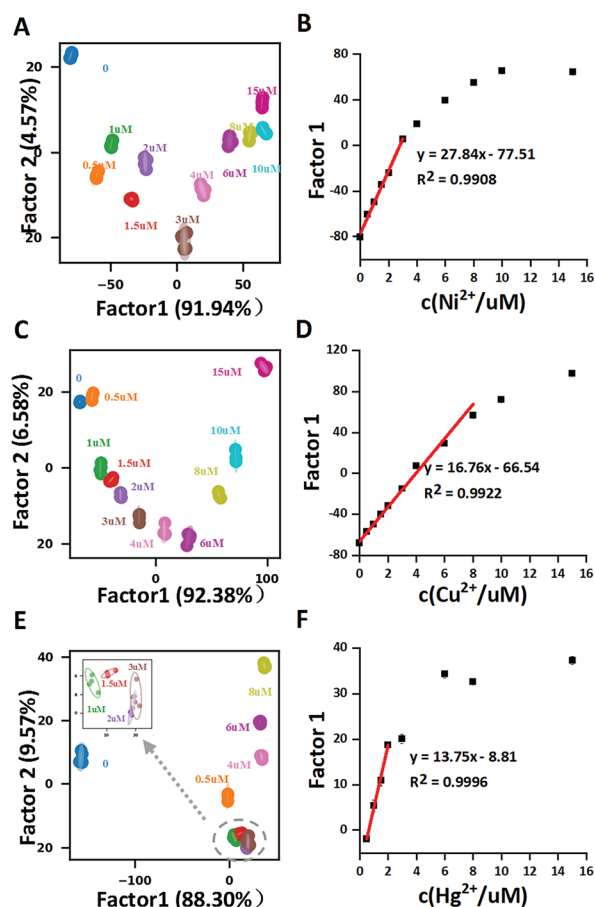 A
B
20
0
20
Factor 2 (4.57%)
0
1uM
0.5uM
2uM
1.5uM
3uM
4uM
6uM
8uM
10uM
15uM
−50
0
50
Factor1 (91.94%)
80
40
0
-40
-80
Factor 1
y = 27.84x - 77.51
R² = 0.9908
0 2 4 6 8 10 12 14 16
c(Ni²⁺/uM)
C
D
20
0
20
Factor 2 (6.58%)
0
0.5uM
1uM
1.5uM
2uM
3uM
4uM
6uM
8uM
10uM
15uM
0
100
Factor1 (92.38%)
120
80
40
0
-40
-80
Factor 1
y = 16.76x - 66.54
R² = 0.9922
0 2 4 6 8 10 12 14 16
c(Cu²⁺/uM)
E
F
40
20
0
20
Factor 2 (9.57%)
3uM
1.5uM
1uM
2uM
8uM
6uM
4uM
0
0.5uM
−100
0
Factor1 (88.30%)
40
30
20
10
0
Factor 1
y = 13.75x - 8.81
R² = 0.9996
0 2 4 6 8 10 12 14 16
c(Hg²⁺/uM)